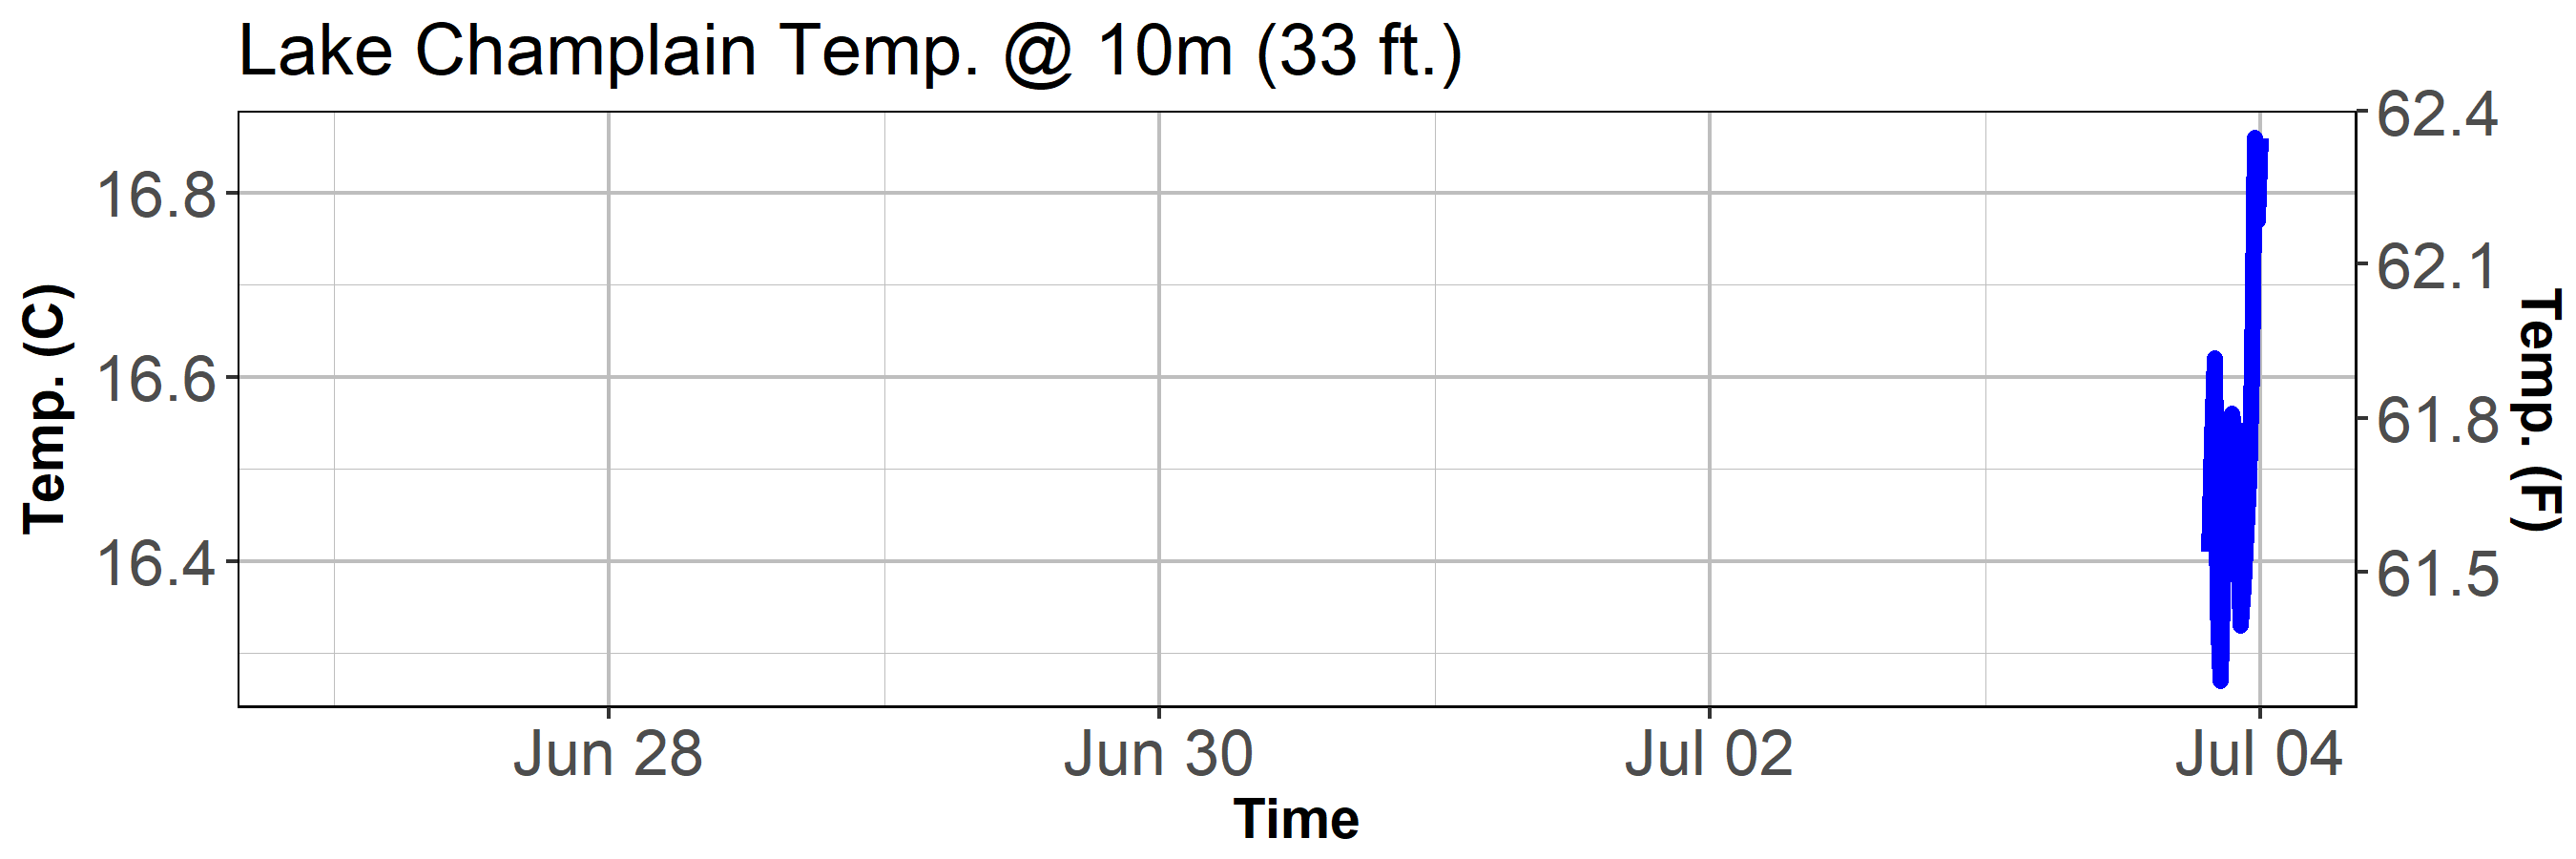 Lake Champlain Temp. @ 10m (33 ft.)
62.4
16.8
62.1
16.6
61.8
16.4
61.5
Temp. (C)
Temp. (F)
Jun 28
Jun 30
Jul 02
Jul 04
Time